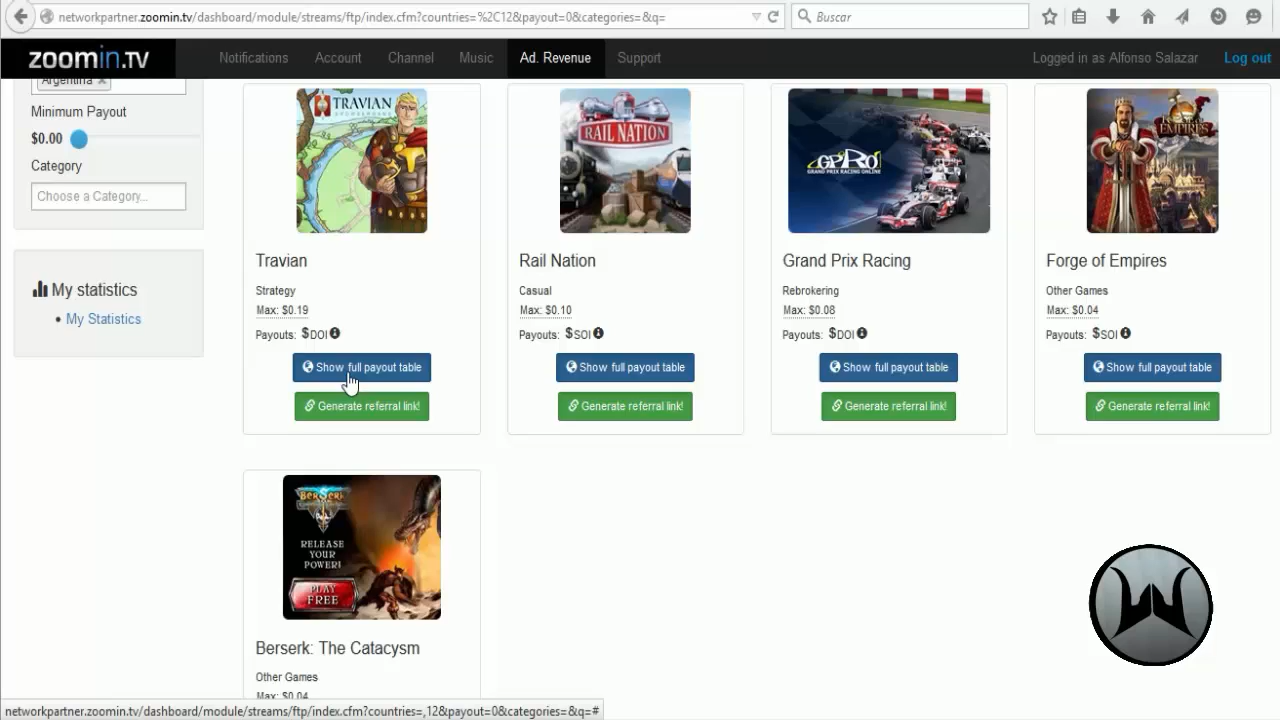 networkpartner.zoomin.tv/dashboard/module/streams/ftp/index.cfm?countries=%2C12&payout=0&categories=&q=
Buscar
zoomin.tv
Notifications
Account
Channel
Music
Ad. Revenue
Support
Logged in as Alfonso Salazar
Log out
Argentina ×
Minimum Payout
$0.00
Category
Choose a Category...
My statistics
• My Statistics
TRAVIAN
Travian
Strategy
Max: $0.19
Payouts: $DOI
Show full payout table
Generate referral link!
RAIL NATION
Rail Nation
Casual
Max: $0.10
Payouts: $SOI
Show full payout table
Generate referral link!
GPRO
GRAND PRIX RACING ONLINE
Grand Prix Racing
Rebrokering
Max: $0.08
Payouts: $DOI
Show full payout table
Generate referral link!
EMPIRES
Forge of Empires
Other Games
Max: $0.04
Payouts: $SOI
Show full payout table
Generate referral link!
BERSERK
RELEASE
YOUR
POWER!
PLAY
FREE
Berserk: The Catacysm
Other Games
Max: $0.04
networkpartner.zoomin.tv/dashboard/module/streams/ftp/index.cfm?countries=,12&payout=0&categories=&q=#